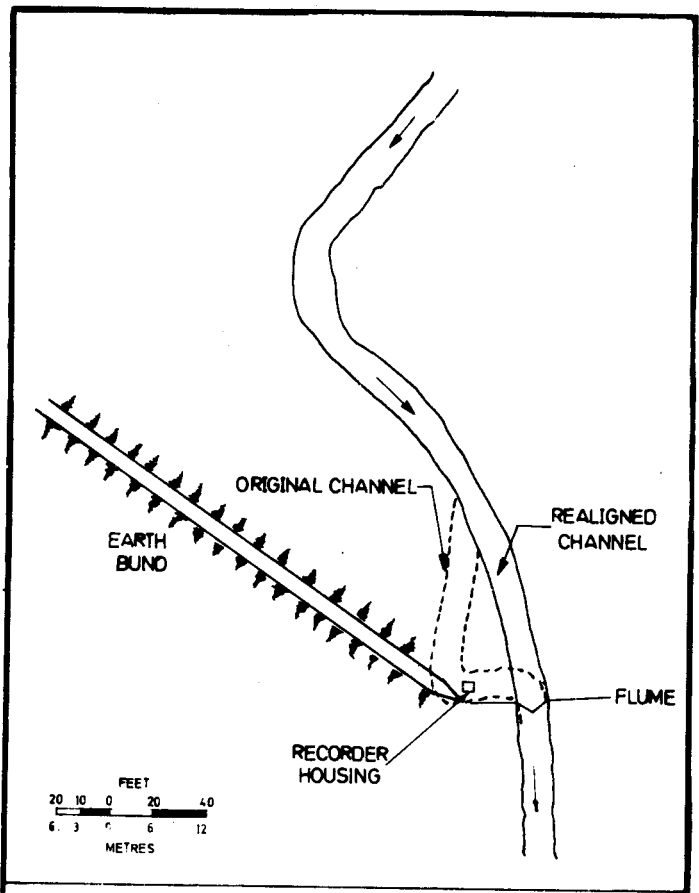 ORIGINAL CHANNEL
REALIGNED
CHANNEL
EARTH
BUND
FLUME
RECORDER
HOUSING
FEET
20 10 0 20 40
6 3 0 6 12
METRES